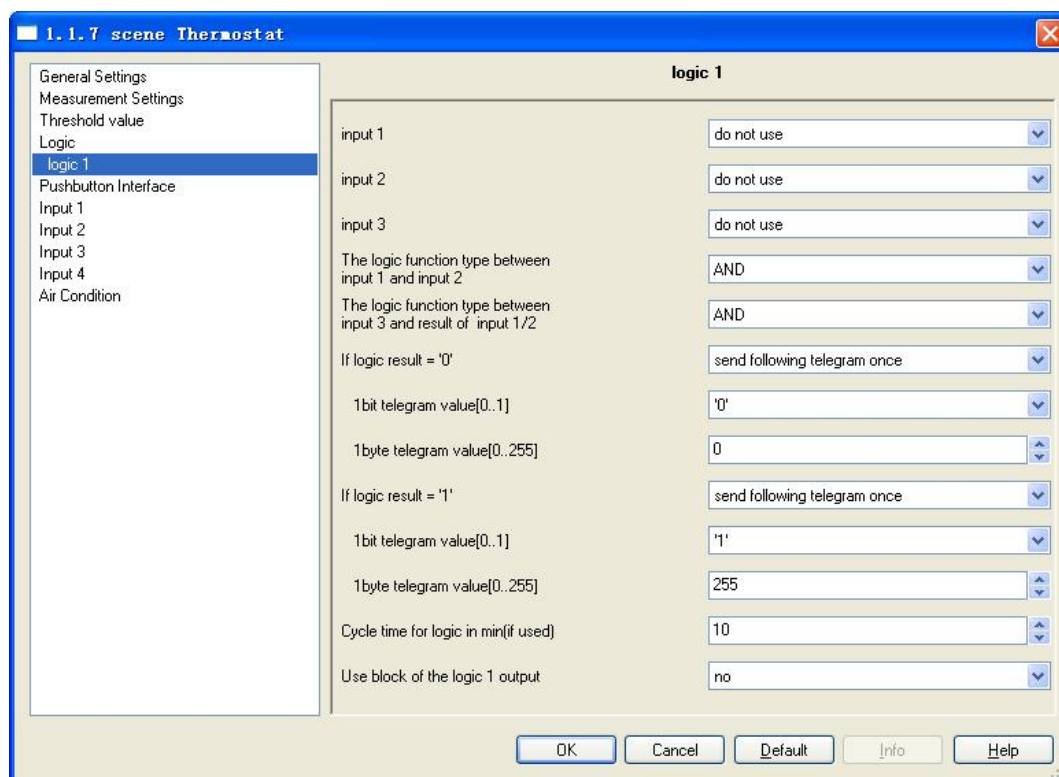 1.1.7 scene Thermostat
General Settings
Measurement Settings
Threshold value
Logic
logic 1
Pushbutton Interface
Input 1
Input 2
Input 3
Input 4
Air Condition
logic 1
input 1 do not use
input 2 do not use
input 3 do not use
The logic function type between
input 1 and input 2 AND
The logic function type between
input 3 and result of input 1/2 AND
If logic result = '0' send following telegram once
1bit telegram value[0..1] '0'
1byte telegram value[0..255] 0
If logic result = '1' send following telegram once
1bit telegram value[0..1] '1'
1byte telegram value[0..255] 255
Cycle time for logic in min(if used) 10
Use block of the logic 1 output no
OK Cancel Default Info Help